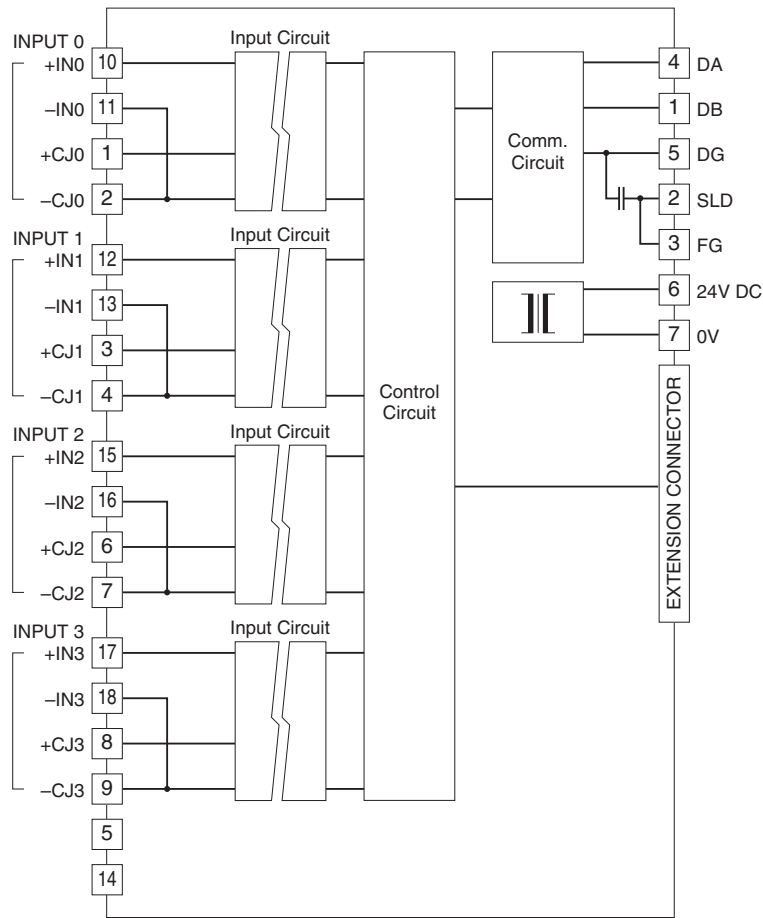 INPUT 0
Input Circuit
+IN0 10
–IN0 11
+CJ0 1
–CJ0 2
INPUT 1
Input Circuit
+IN1 12
–IN1 13
+CJ1 3
–CJ1 4
INPUT 2
Input Circuit
+IN2 15
–IN2 16
+CJ2 6
–CJ2 7
INPUT 3
Input Circuit
+IN3 17
–IN3 18
+CJ3 8
–CJ3 9
5
14
Control
Circuit
Comm.
Circuit
4 DA
1 DB
5 DG
2 SLD
3 FG
6 24V DC
7 0V
EXTENSION CONNECTOR